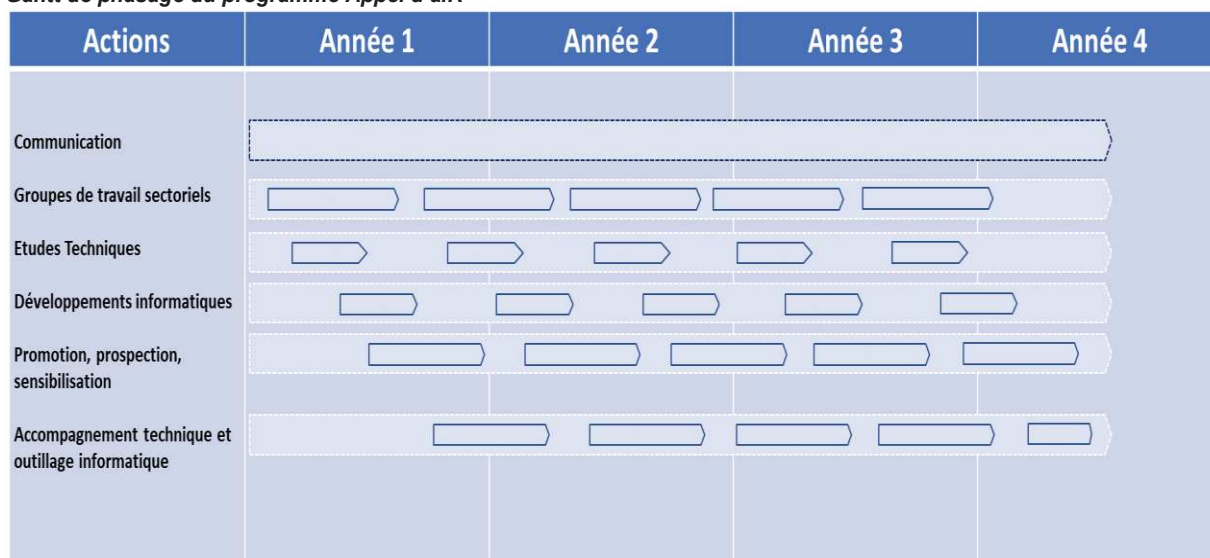 Gantt de phasage du programme Appel d'aiR
Actions Année 1 Année 2 Année 3 Année 4
Communication
Groupes de travail sectoriels
Etudes Techniques
Développements informatiques
Promotion, prospection,
sensibilisation
Accompagnement technique et
outillage informatique